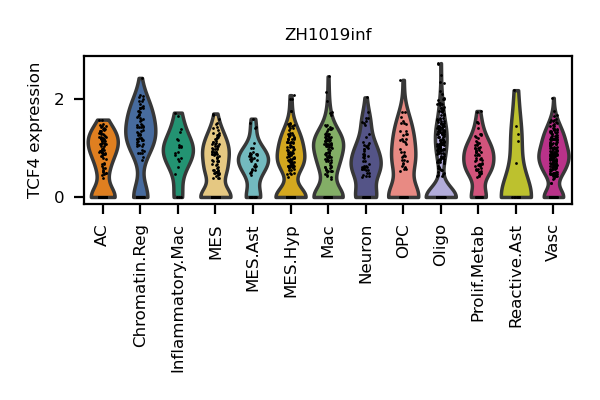 ZH1019inf
TCF4 expression
2
0
AC
Chromatin.Reg
Inflammatory.Mac
MES
MES.Ast
MES.Hyp
Mac
Neuron
OPC
Oligo
Prolif.Metab
Reactive.Ast
Vasc